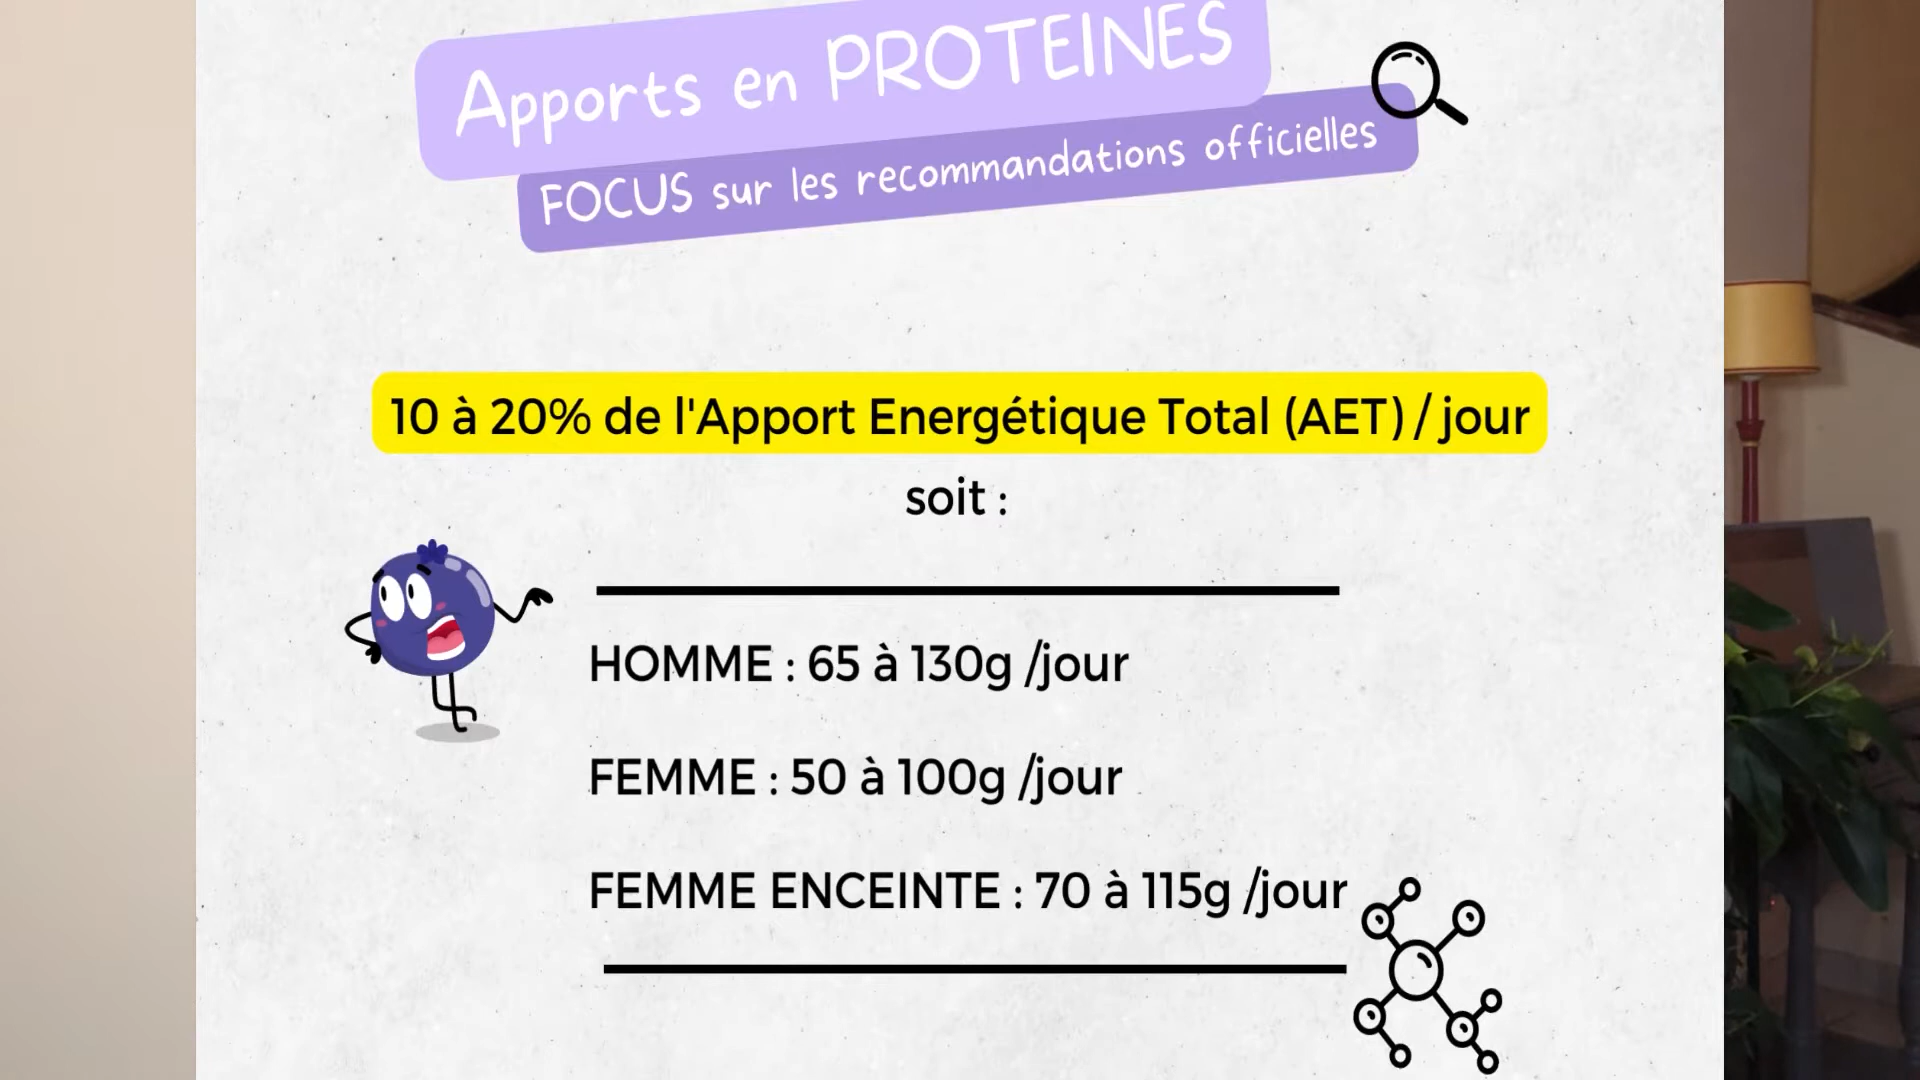 Apports en PROTEINES
FOCUS sur les recommandations officielles
10 à 20% de l'Apport Energétique Total (AET) / jour
soit :
HOMME : 65 à 130g /jour
FEMME : 50 à 100g /jour
FEMME ENCEINTE : 70 à 115g /jour